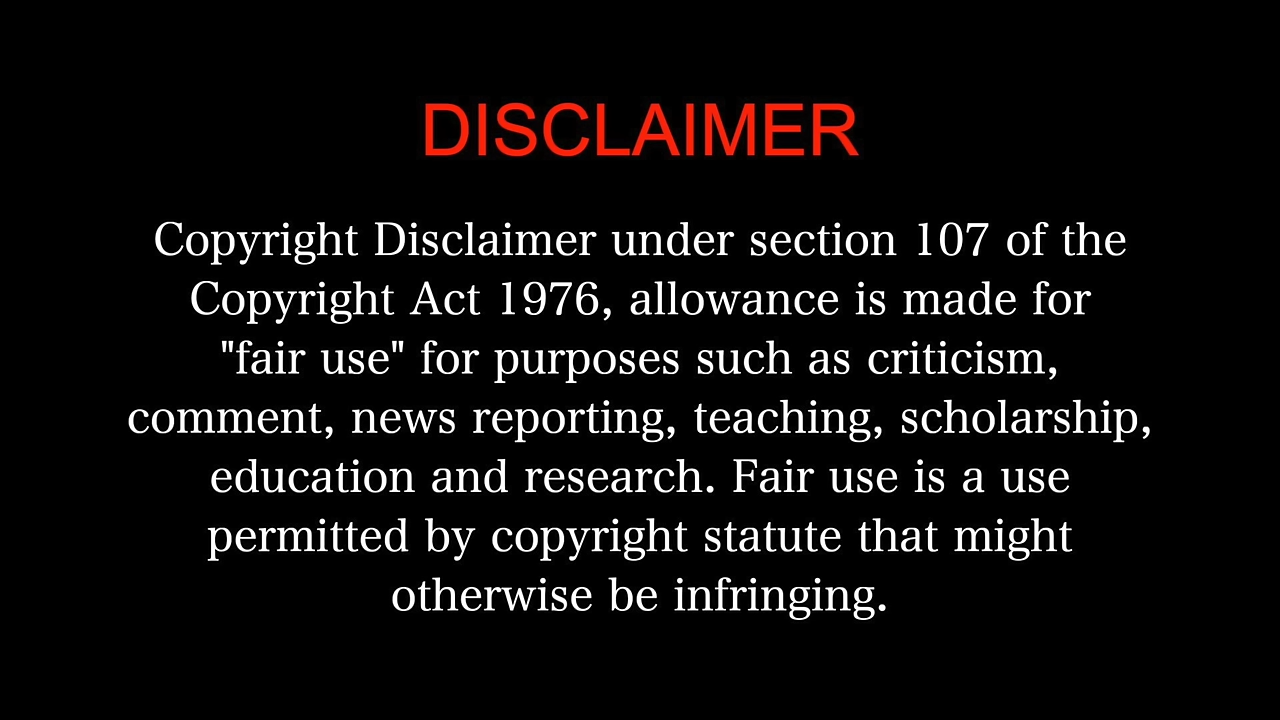 DISCLAIMER
Copyright Disclaimer under section 107 of the
Copyright Act 1976, allowance is made for
"fair use" for purposes such as criticism,
comment, news reporting, teaching, scholarship,
education and research. Fair use is a use
permitted by copyright statute that might
otherwise be infringing.